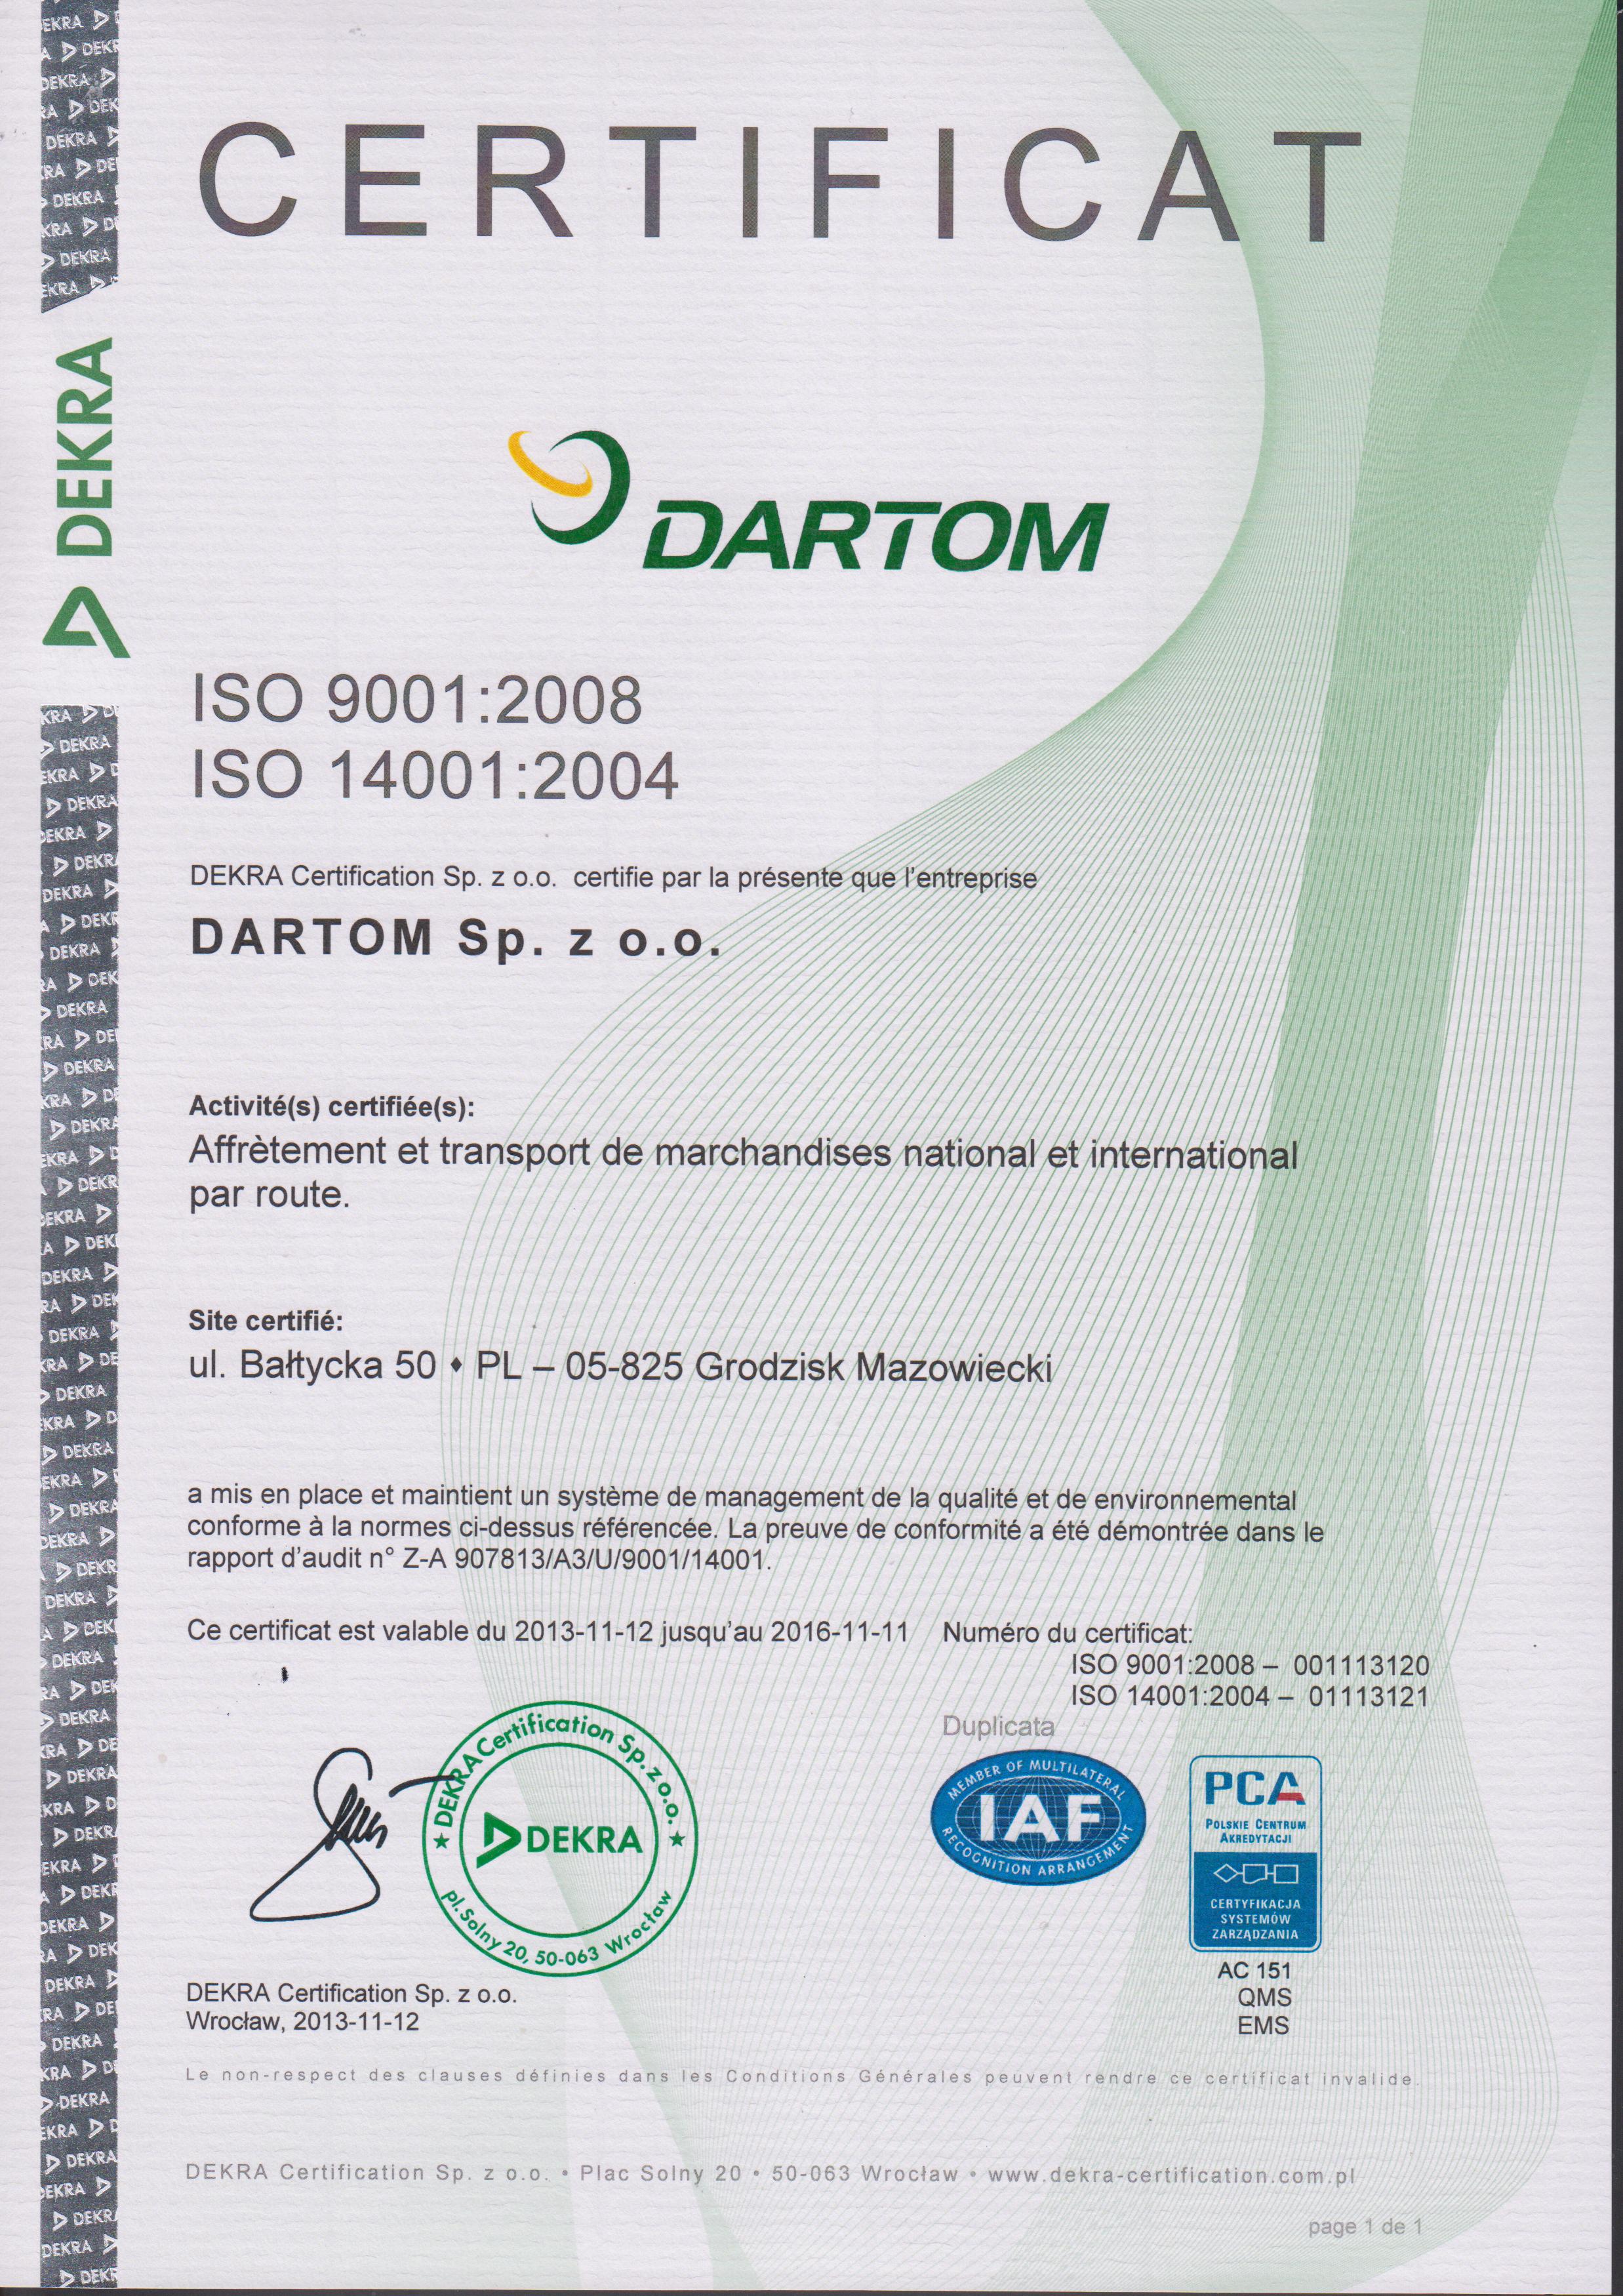 CERTIFICAT
DEKRA
DARTOM
ISO 9001:2008
ISO 14001:2004
DEKRA Certification Sp. z o.o. certifie par la présente que l'entreprise
DARTOM Sp. z o.o.
Activité(s) certifiée(s):
Affrètement et transport de marchandises national et international
par route.
Site certifié:
ul. Bałtycka 50 ♦ PL – 05-825 Grodzisk Mazowiecki
a mis en place et maintient un système de management de la qualité et de environnemental
conforme à la normes ci-dessus référencée. La preuve de conformité a été démontrée dans le
rapport d'audit n° Z-A 907813/A3/U/9001/14001.
Ce certificat est valable du 2013-11-12 jusqu'au 2016-11-11
Numéro du certificat:
ISO 9001:2008 – 001113120
ISO 14001:2004 – 01113121
Duplicata
★ DEKRA Certification Sp. z o.o. ★
DEKRA
pl. Solny 20, 50-063 Wrocław
MEMBER OF MULTILATERAL
IAF
RECOGNITION ARRANGEMENT
PCA
POLSKIE CENTRUM
AKREDYTACJI
CERTYFIKACJA
SYSTEMÓW
ZARZĄDZANIA
AC 151
QMS
EMS
DEKRA Certification Sp. z o.o.
Wrocław, 2013-11-12
Le non-respect des clauses définies dans les Conditions Générales peuvent rendre ce certificat invalide.
DEKRA Certification Sp. z o.o. • Plac Solny 20 • 50-063 Wrocław • www.dekra-certification.com.pl
page 1 de 1